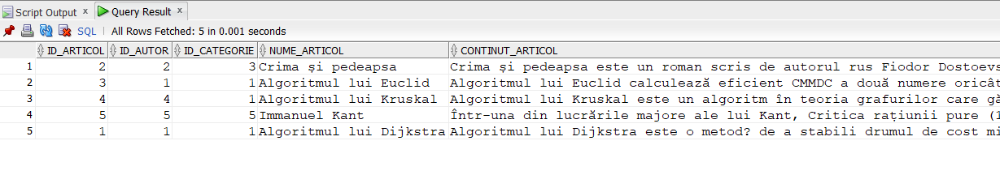 Script Output × Query Result ×
SQL | All Rows Fetched: 5 in 0.001 seconds
ID_ARTICOL ID_AUTOR ID_CATEGORIE NUME_ARTICOL CONTINUT_ARTICOL
1 2 2 3 Crima și pedeapsa Crima și pedeapsa este un roman scris de autorul rus Fiodor Dostoevs
2 3 1 1 Algoritmul lui Euclid Algoritmul lui Euclid calculează eficient CMMDC a două numere oricât
3 4 4 1 Algoritmul lui Kruskal Algoritmul lui Kruskal este un algoritm în teoria grafurilor care gă
4 5 5 5 Immanuel Kant Într-una din lucrările majore ale lui Kant, Critica rațiunii pure (1
5 1 1 1 Algoritmul lui Dijkstra Algoritmul lui Dijkstra este o metod? de a stabili drumul de cost mi